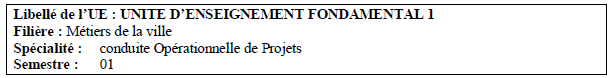 Libellé de l’UE : UNITE D’ENSEIGNEMENT FONDAMENTAL 1
Filière : Métiers de la ville
Spécialité : conduite Opérationnelle de Projets
Semestre : 01